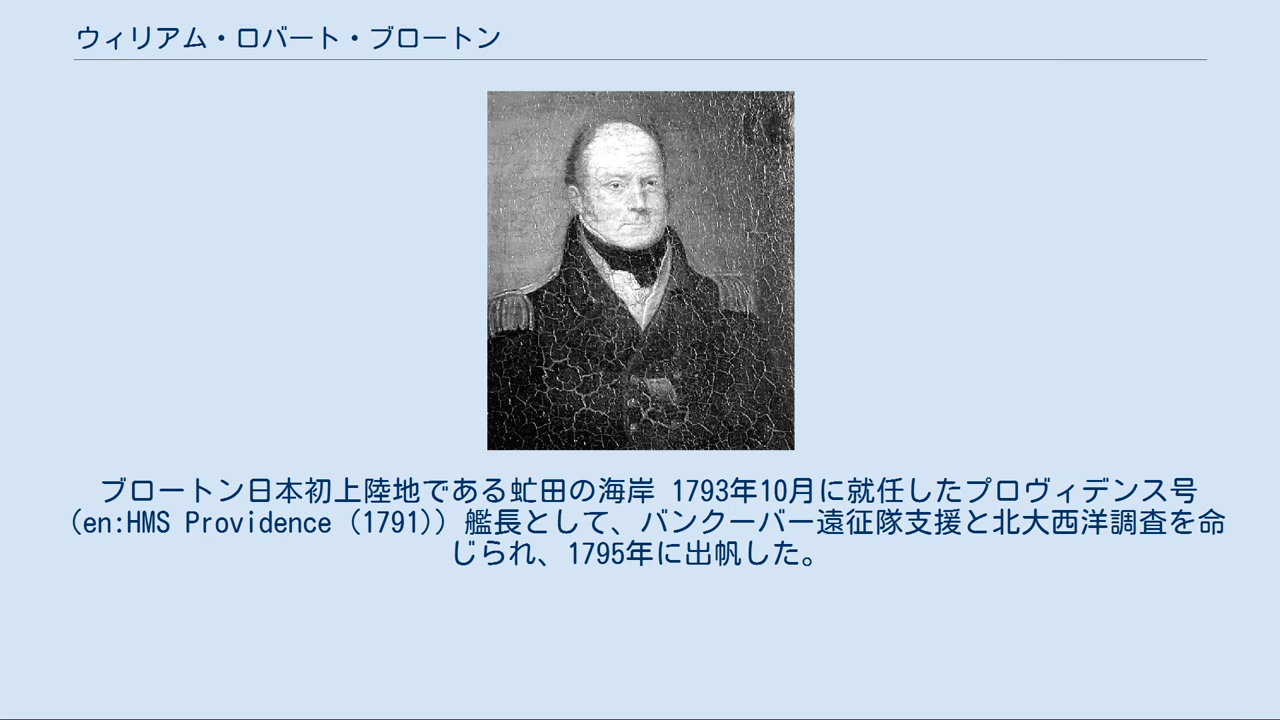 ウィリアム・ロバート・ブロートン
ブロートン日本初上陸地である虻田の海岸 1793年10月に就任したプロヴィデンス号
(en:HMS Providence (1791)) 艦長として、バンクーバー遠征隊支援と北大西洋調査を命
じられ、1795年に出帆した。